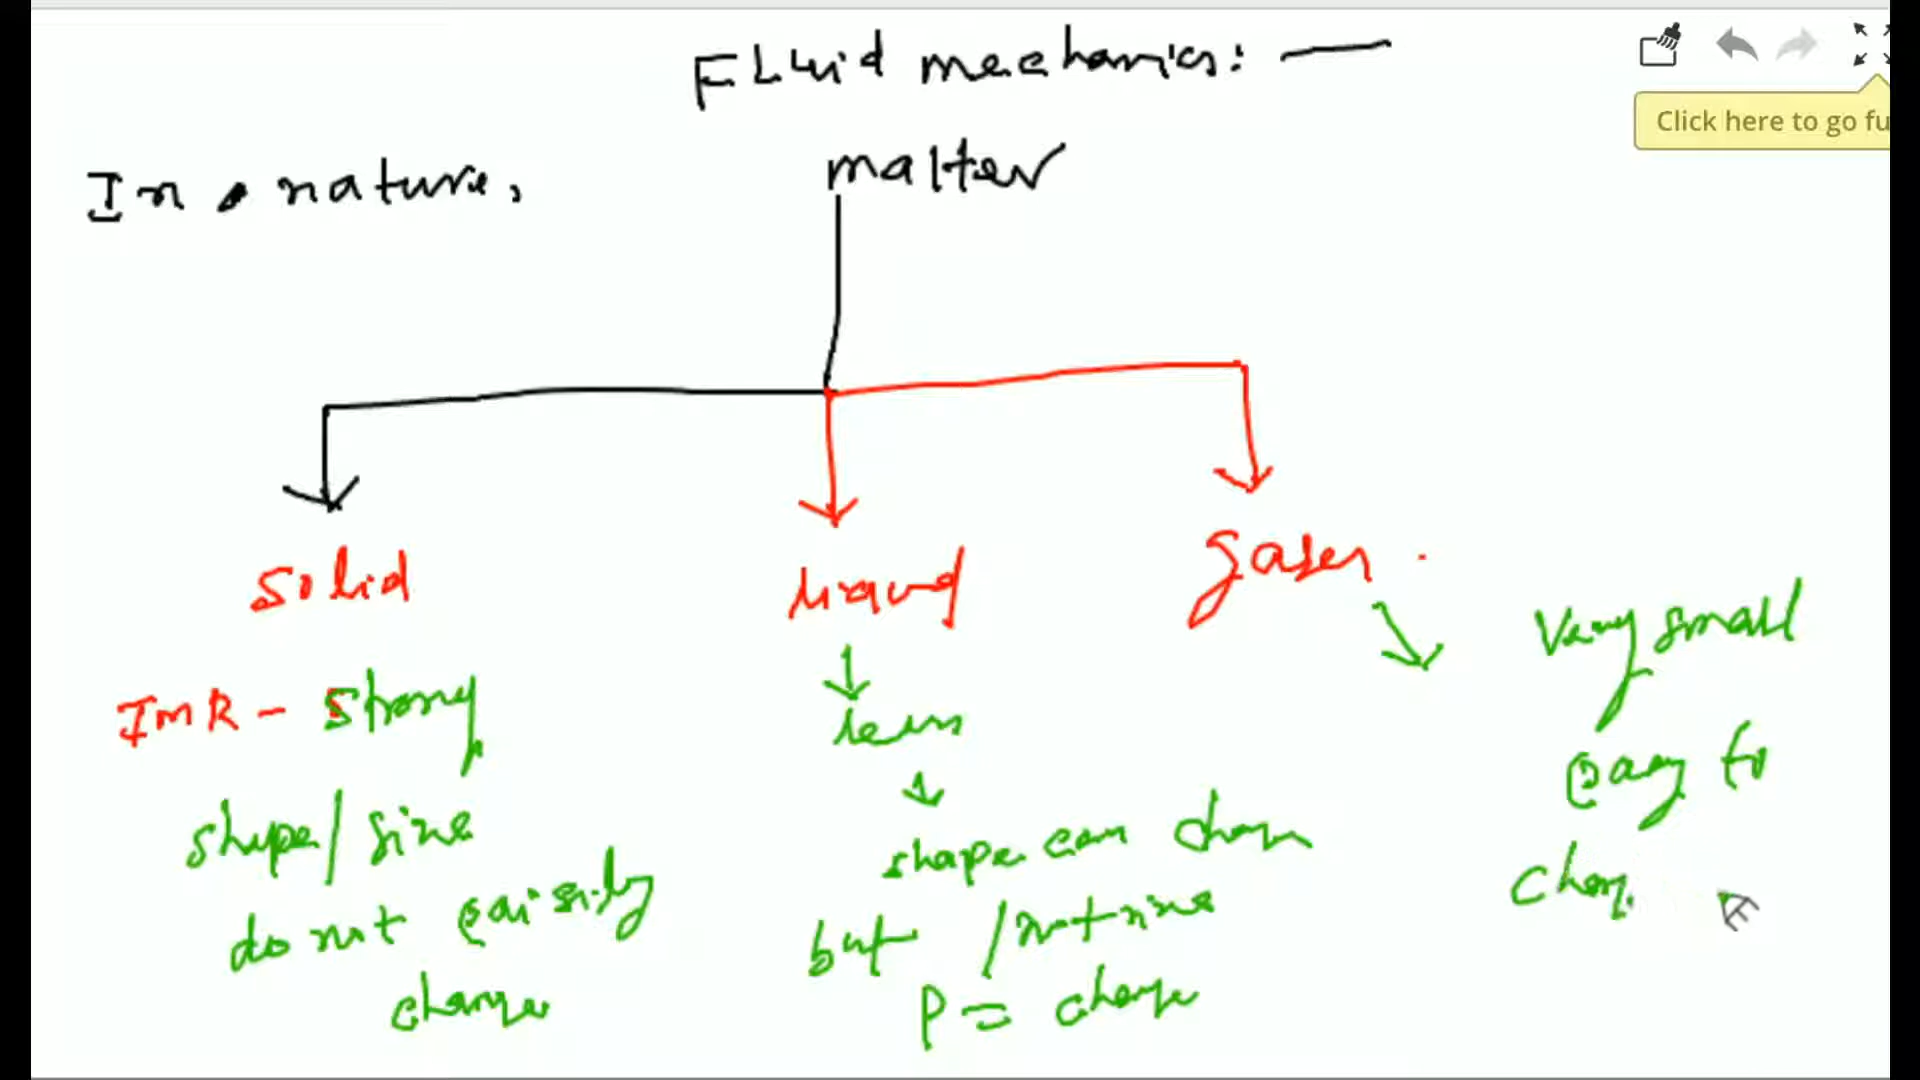 Fluid mechanics: —
Click here to go fu
In nature,
matter
solid
liquid
gases.
IMR - Strong
less
Very small
easy to
shape/size
shape can chan
chan.
do not easily
but / not size
change
P = change